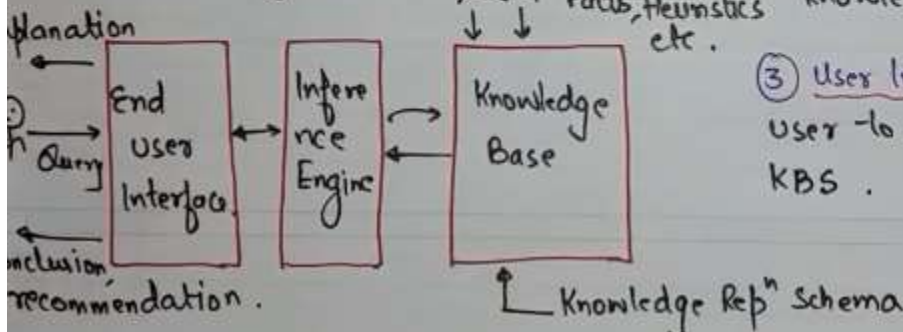 Heuristics
etc.
planation
End
user
Interface
Query
nclusion
recommendation.
Infere
nce
Engine
Knowledge
Base
Knowledge Repⁿ Schema
③ User
user to
KBS.